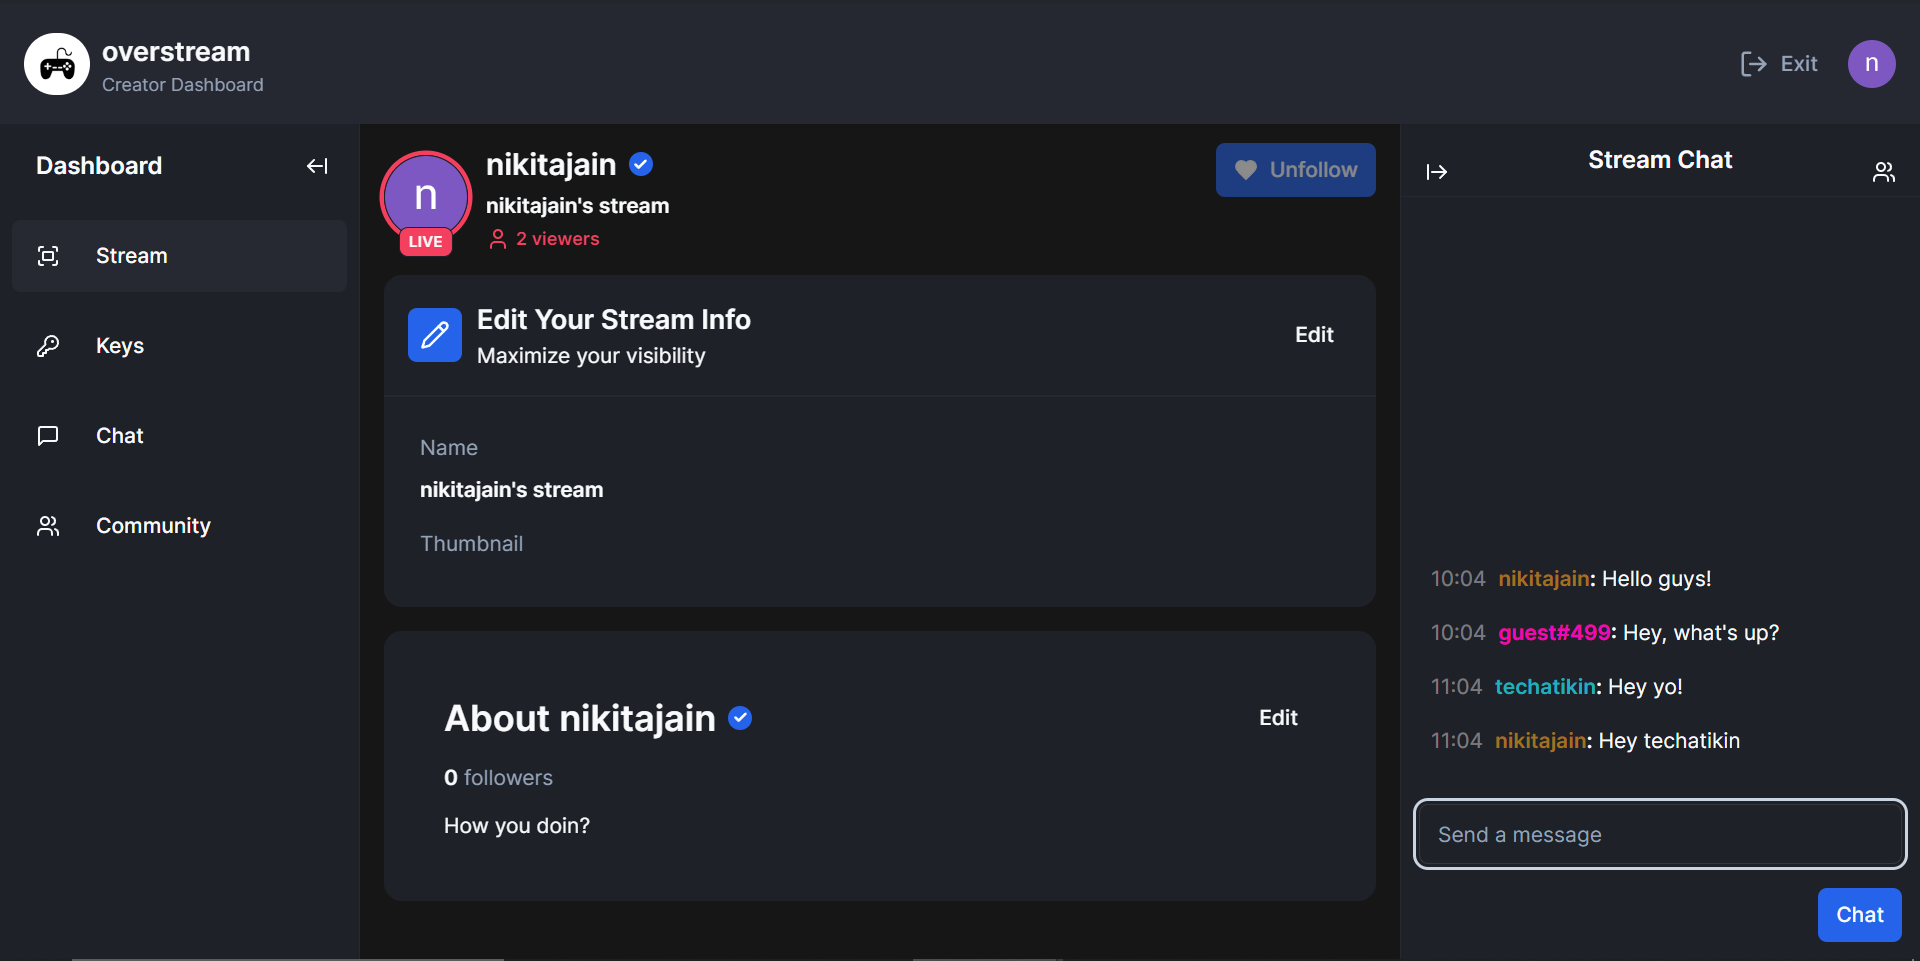 overstream
Creator Dashboard
Exit
n
Dashboard
Stream
Keys
Chat
Community
n
LIVE
nikitajain
nikitajain's stream
2 viewers
Unfollow
Edit Your Stream Info
Maximize your visibility
Edit
Name
nikitajain's stream
Thumbnail
About nikitajain
Edit
0 followers
How you doin?
Stream Chat
10:04 nikitajain: Hello guys!
10:04 guest#499: Hey, what's up?
11:04 techatikin: Hey yo!
11:04 nikitajain: Hey techatikin
Send a message
Chat